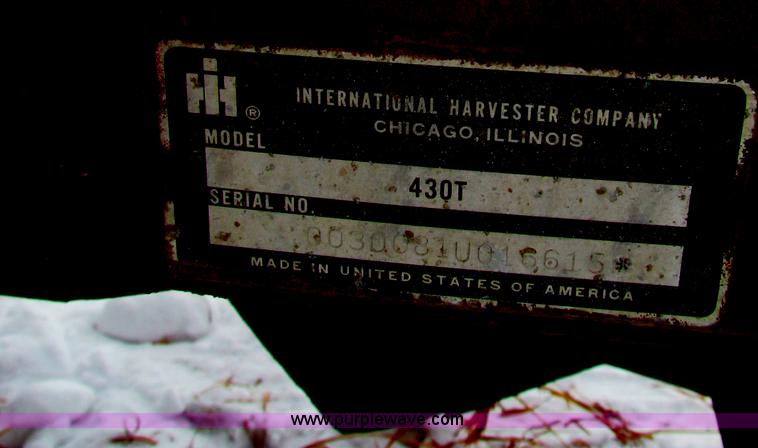 IH ®
INTERNATIONAL HARVESTER COMPANY
CHICAGO, ILLINOIS
MODEL
430T
SERIAL NO.
0030081U016615*
MADE IN UNITED STATES OF AMERICA
www.purplewave.com